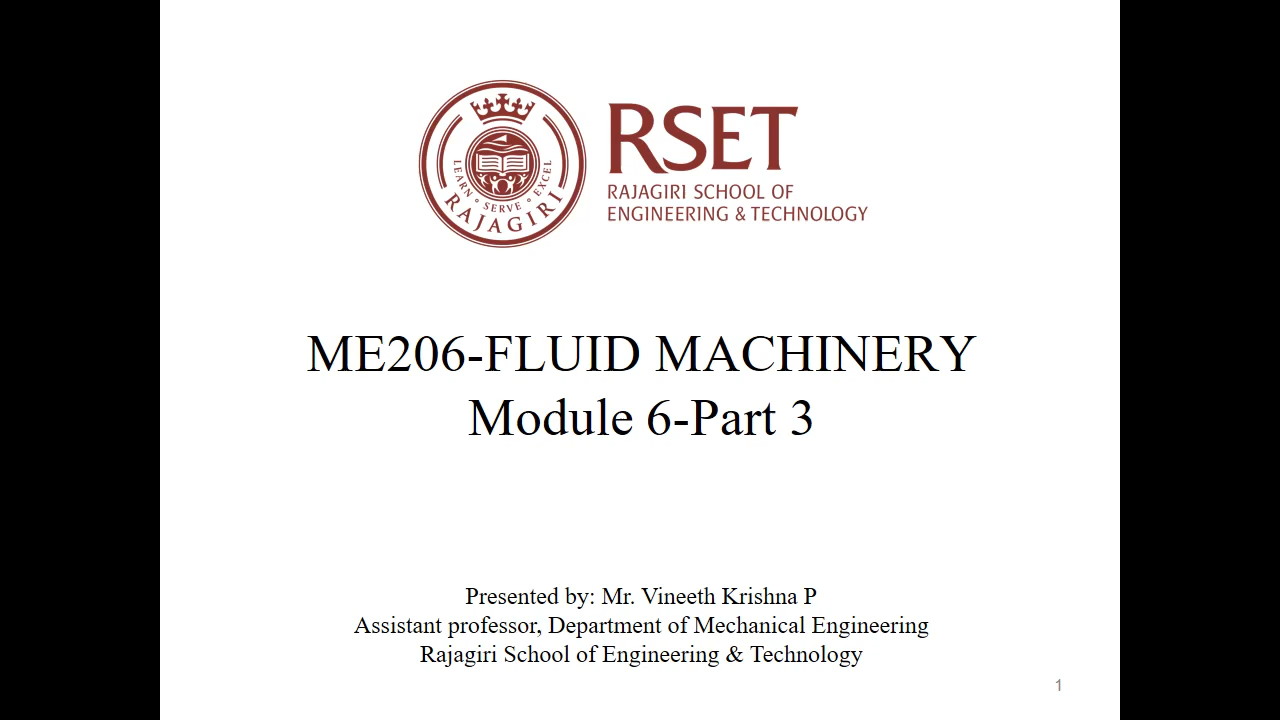 LEARN • SERVE • EXCEL
RAJAGIRI
RSET
RAJAGIRI SCHOOL OF
ENGINEERING & TECHNOLOGY
ME206-FLUID MACHINERY
Module 6-Part 3
Presented by: Mr. Vineeth Krishna P
Assistant professor, Department of Mechanical Engineering
Rajagiri School of Engineering & Technology
1